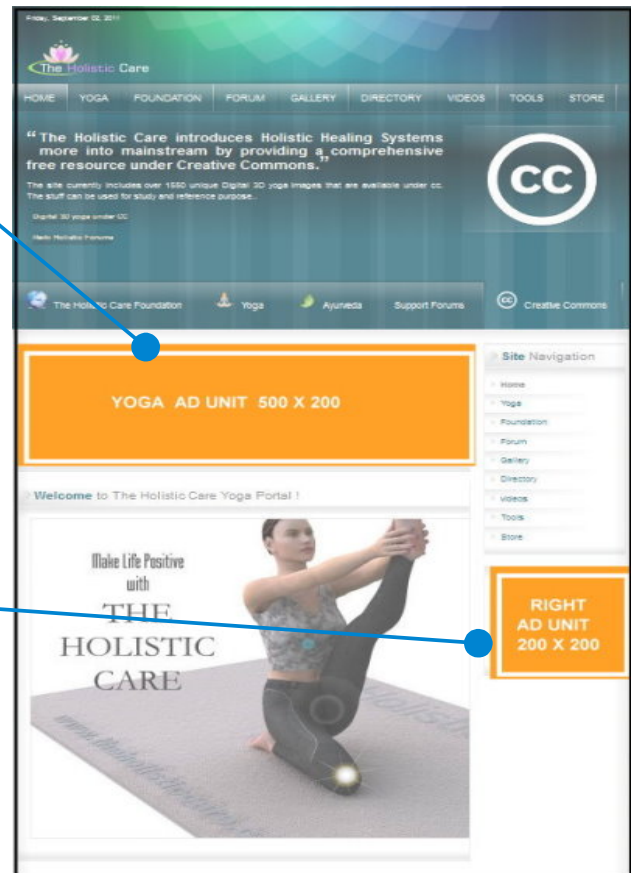 Friday, September 02, 2011
The Holistic Care
HOME YOGA FOUNDATION FORUM GALLERY DIRECTORY VIDEOS TOOLS STORE
“The Holistic Care introduces Holistic Healing Systems
more into mainstream by providing a comprehensive
free resource under Creative Commons.”
The site currently includes over 1550 unique Digital 3D yoga images that are available under cc.
The stuff can be used for study and reference purpose..
Digital 3D yoga under CC
Holistic Forums
cc
The Holistic Care Foundation Yoga Ayurveda Support Forums cc Creative Commons
YOGA AD UNIT 500 X 200
Site Navigation
Home
Yoga
Foundation
Forum
Gallery
Directory
videos
Tools
Store
Welcome to The Holistic Care Yoga Portal !
Make Life Positive
with
THE
HOLISTIC
CARE
RIGHT
AD UNIT
200 X 200